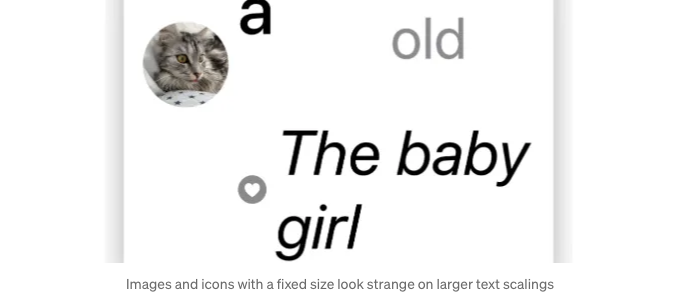 a
old
The baby
girl
Images and icons with a fixed size look strange on larger text scalings